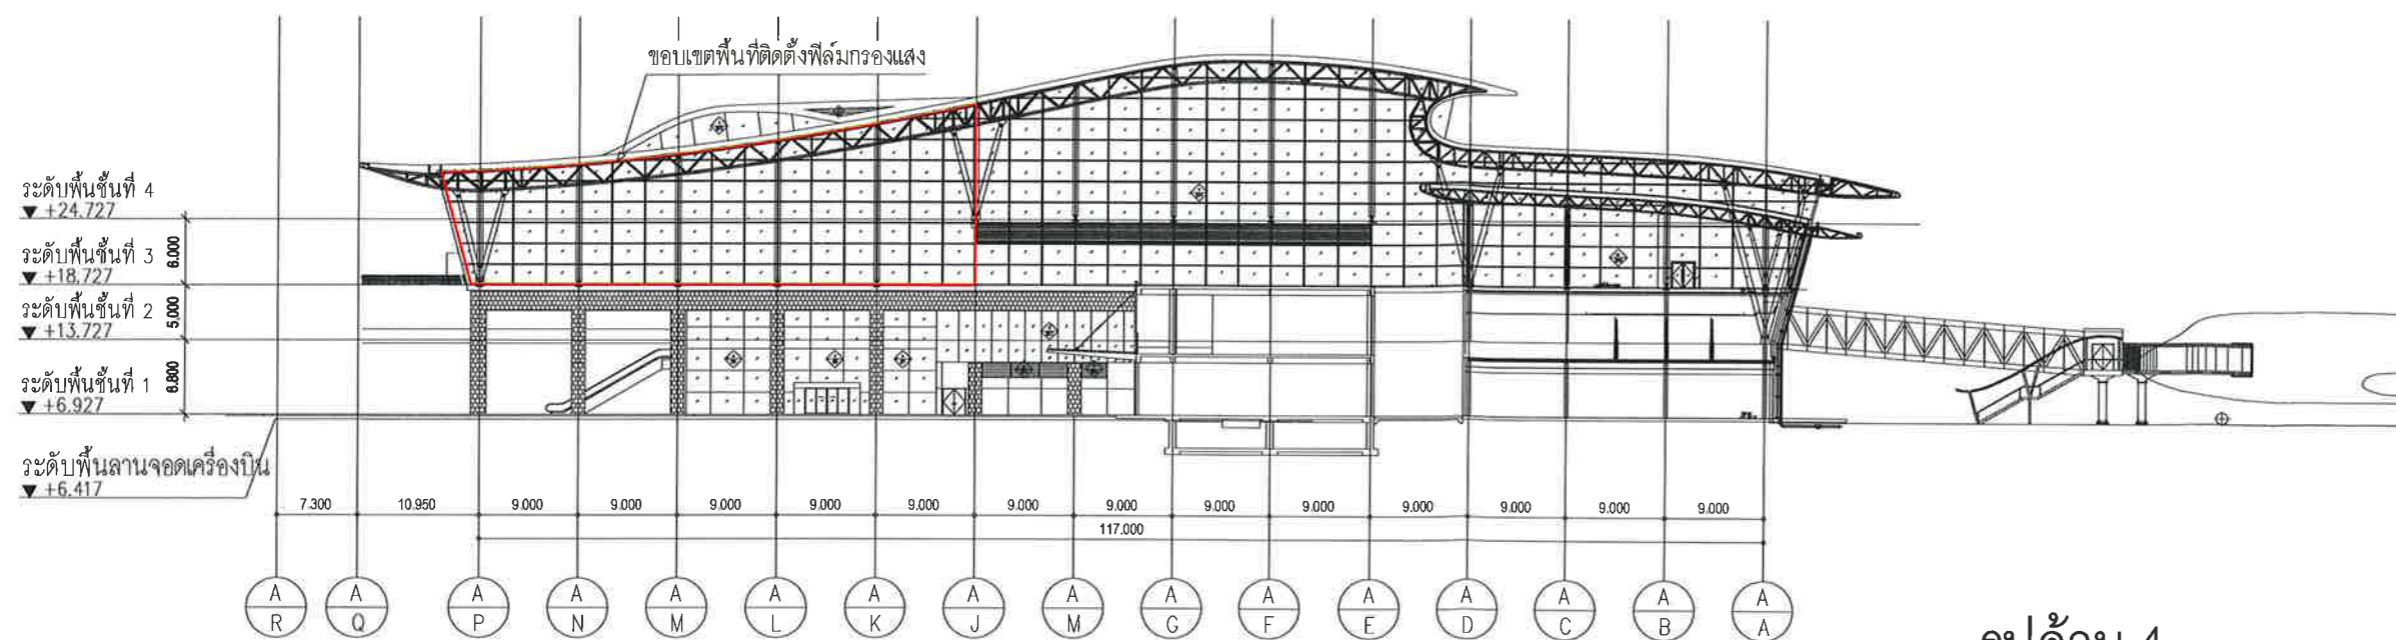 ขอบเขตพื้นที่ติดตั้งฟิล์มกรองแสง
ระดับพื้นชั้นที่ 4
▼ +24.727
6.000
ระดับพื้นชั้นที่ 3
▼ +18.727
5.000
ระดับพื้นชั้นที่ 2
▼ +13.727
6.800
ระดับพื้นชั้นที่ 1
▼ +6.927
ระดับพื้นลานจอดเครื่องบิน
▼ +6.417
7.300 10.950 9.000 9.000 9.000 9.000 9.000 9.000 9.000 9.000 9.000 9.000 9.000 9.000 9.000
117.000
A A A A A A A A A A A A A A A A
R Q P N M L K J M G F E D C B A
รูปด้าน 4